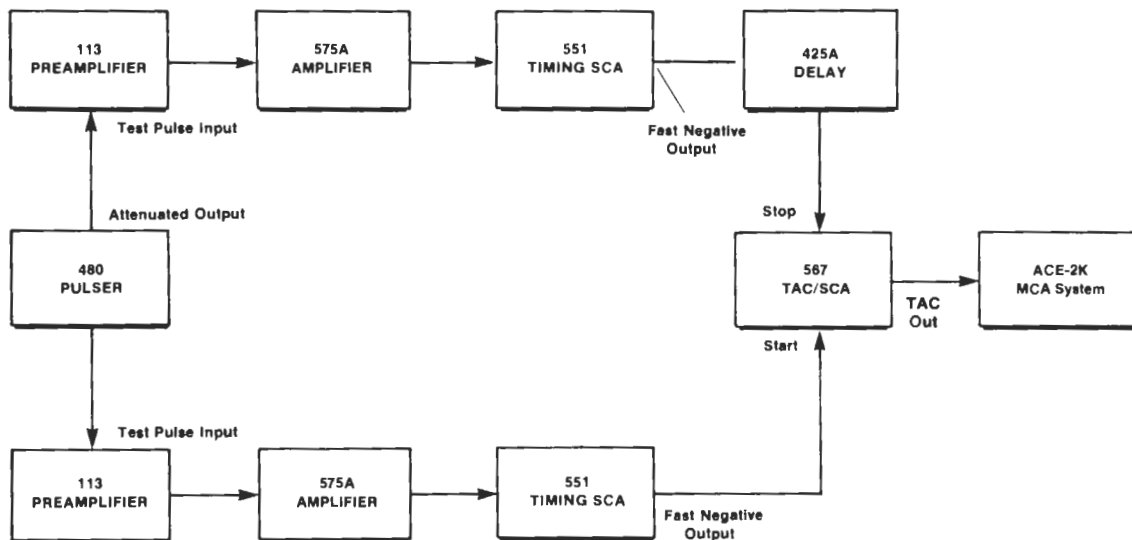 113
PREAMPLIFIER
575A
AMPLIFIER
551
TIMING SCA
425A
DELAY
Test Pulse Input
Fast Negative
Output
Attenuated Output
Stop
480
PULSER
567
TAC/SCA
TAC
Out
ACE-2K
MCA System
Start
Test Pulse Input
113
PREAMPLIFIER
575A
AMPLIFIER
551
TIMING SCA
Fast Negative
Output